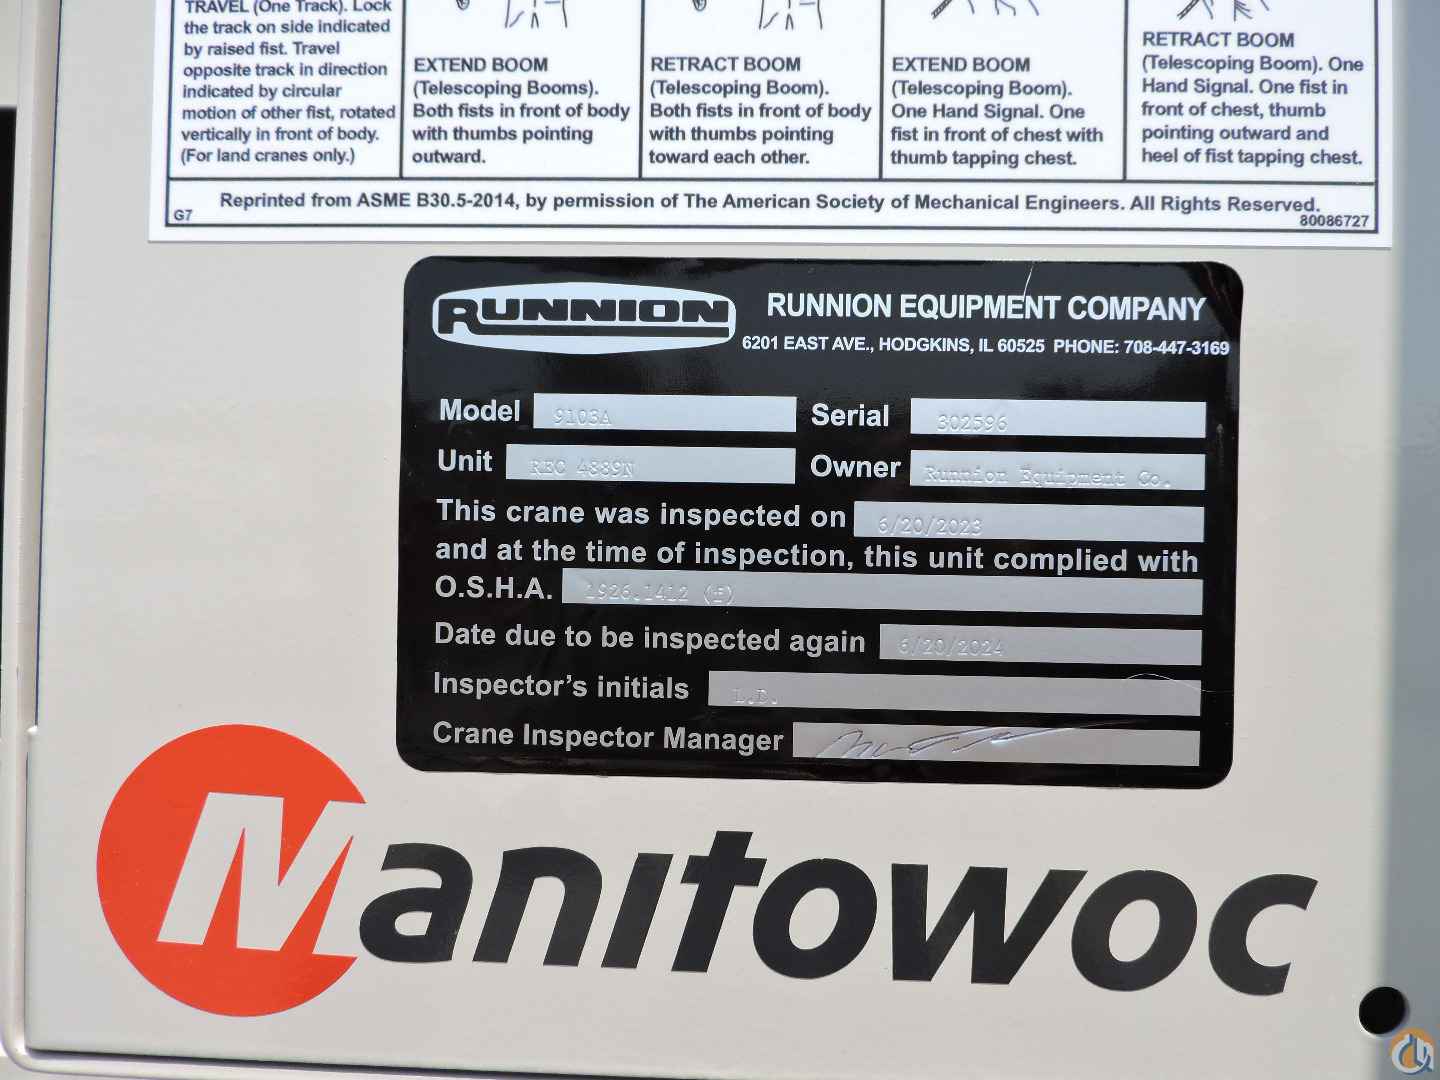 TRAVEL (One Track). Lock
the track on side indicated
by raised fist. Travel
opposite track in direction
indicated by circular
motion of other fist, rotated
vertically in front of body.
(For land cranes only.)
EXTEND BOOM
(Telescoping Booms).
Both fists in front of body
with thumbs pointing
outward.
RETRACT BOOM
(Telescoping Boom).
Both fists in front of body
with thumbs pointing
toward each other.
EXTEND BOOM
(Telescoping Boom).
One Hand Signal. One
fist in front of chest with
thumb tapping chest.
RETRACT BOOM
(Telescoping Boom). One
Hand Signal. One fist in
front of chest, thumb
pointing outward and
heel of fist tapping chest.
G7
Reprinted from ASME B30.5-2014, by permission of The American Society of Mechanical Engineers. All Rights Reserved.
80086727
RUNNION
RUNNION EQUIPMENT COMPANY
6201 EAST AVE., HODGKINS, IL 60525 PHONE: 708-447-3169
Model 9103A Serial 302596
Unit REC 4889N Owner Runnion Equipment Co.
This crane was inspected on 6/20/2023
and at the time of inspection, this unit complied with
O.S.H.A. 1926.1412 (f)
Date due to be inspected again 6/20/2024
Inspector's initials L.D.
Crane Inspector Manager
Manitowoc